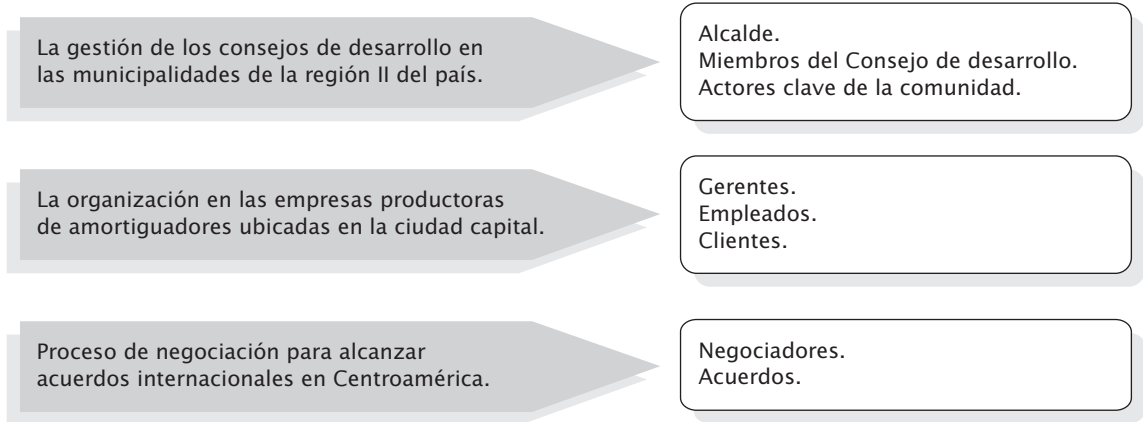 La gestión de los consejos de desarrollo en
las municipalidades de la región II del país.
Alcalde.
Miembros del Consejo de desarrollo.
Actores clave de la comunidad.
La organización en las empresas productoras
de amortiguadores ubicadas en la ciudad capital.
Gerentes.
Empleados.
Clientes.
Proceso de negociación para alcanzar
acuerdos internacionales en Centroamérica.
Negociadores.
Acuerdos.